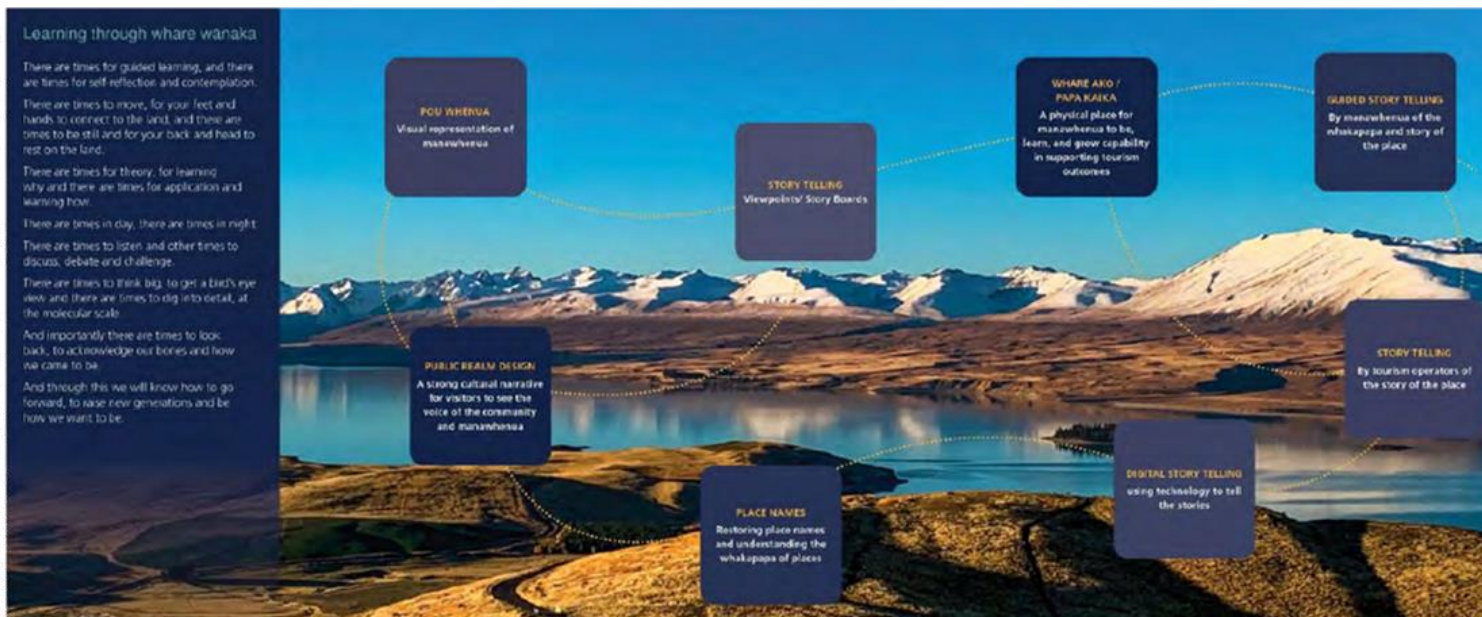 Learning through whare wānaka
There are times for guided learning, and there
are times for self-reflection and contemplation.
There are times to move, for your feet and
hands to connect to the land, and there are
times to be still and for your back and head to
rest on the land.
There are times for theory, for learning
why and there are times for application and
learning how.
There are times in day, there are times in night
There are times to listen and other times to
discuss, debate and challenge.
There are times to think big, to get a bird's eye
view and there are times to dig into detail, at
the molecular scale
And importantly there are times to look
back, to acknowledge our bones and how
we came to be.
And through this we will know how to go
forward, to raise new generations and be
how we want to be.
POU WHENUA
Visual representation of
manawhenua
STORY TELLING
Viewpoints/ Story Boards
WHARE AKO /
PAPA KAIKA
A physical place for
manawhenua to be,
learn, and grow capability
in supporting tourism
outcomes
GUIDED STORY TELLING
By manawhenua of the
whakapapa and story of
the place
PUBLIC REALM DESIGN
A strong cultural narrative
for visitors to see the
voice of the community
and manawhenua
STORY TELLING
By tourism operators of
the story of the place
PLACE NAMES
Restoring place names
and understanding the
whakapapa of places
DIGITAL STORY TELLING
using technology to tell
the stories